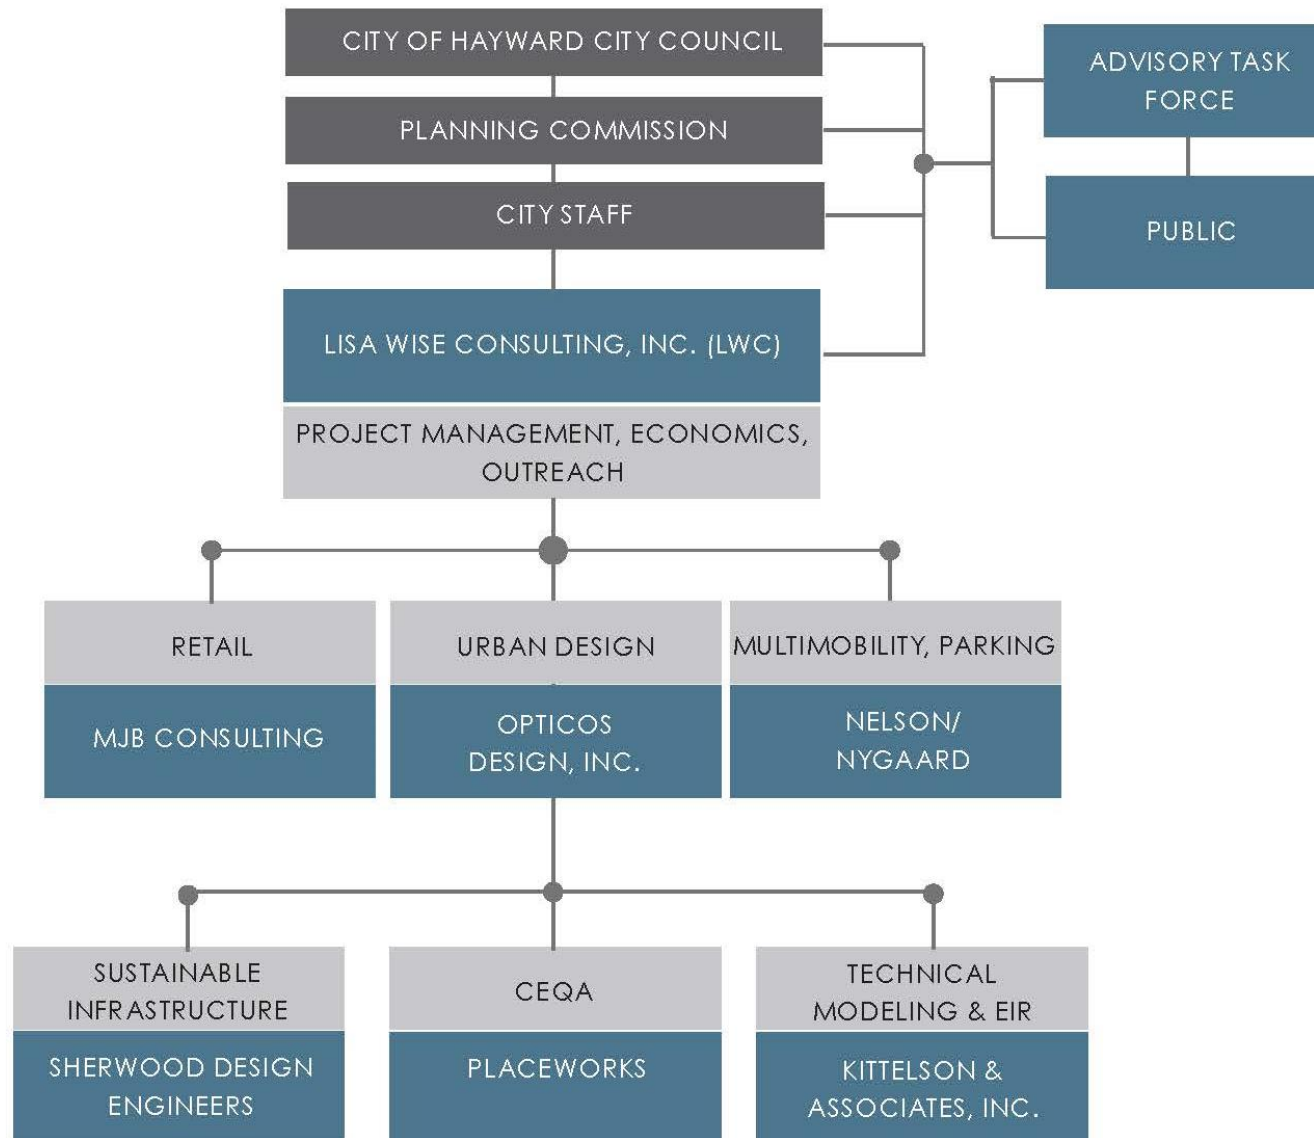 CITY OF HAYWARD CITY COUNCIL
ADVISORY TASK
FORCE
PLANNING COMMISSION
CITY STAFF
PUBLIC
LISA WISE CONSULTING, INC. (LWC)
PROJECT MANAGEMENT, ECONOMICS,
OUTREACH
RETAIL
MJB CONSULTING
URBAN DESIGN
OPTICOS
DESIGN, INC.
MULTIMOBILITY, PARKING
NELSON/
NYGAARD
SUSTAINABLE
INFRASTRUCTURE
SHERWOOD DESIGN
ENGINEERS
CEQA
PLACEWORKS
TECHNICAL
MODELING & EIR
KITTELSON &
ASSOCIATES, INC.